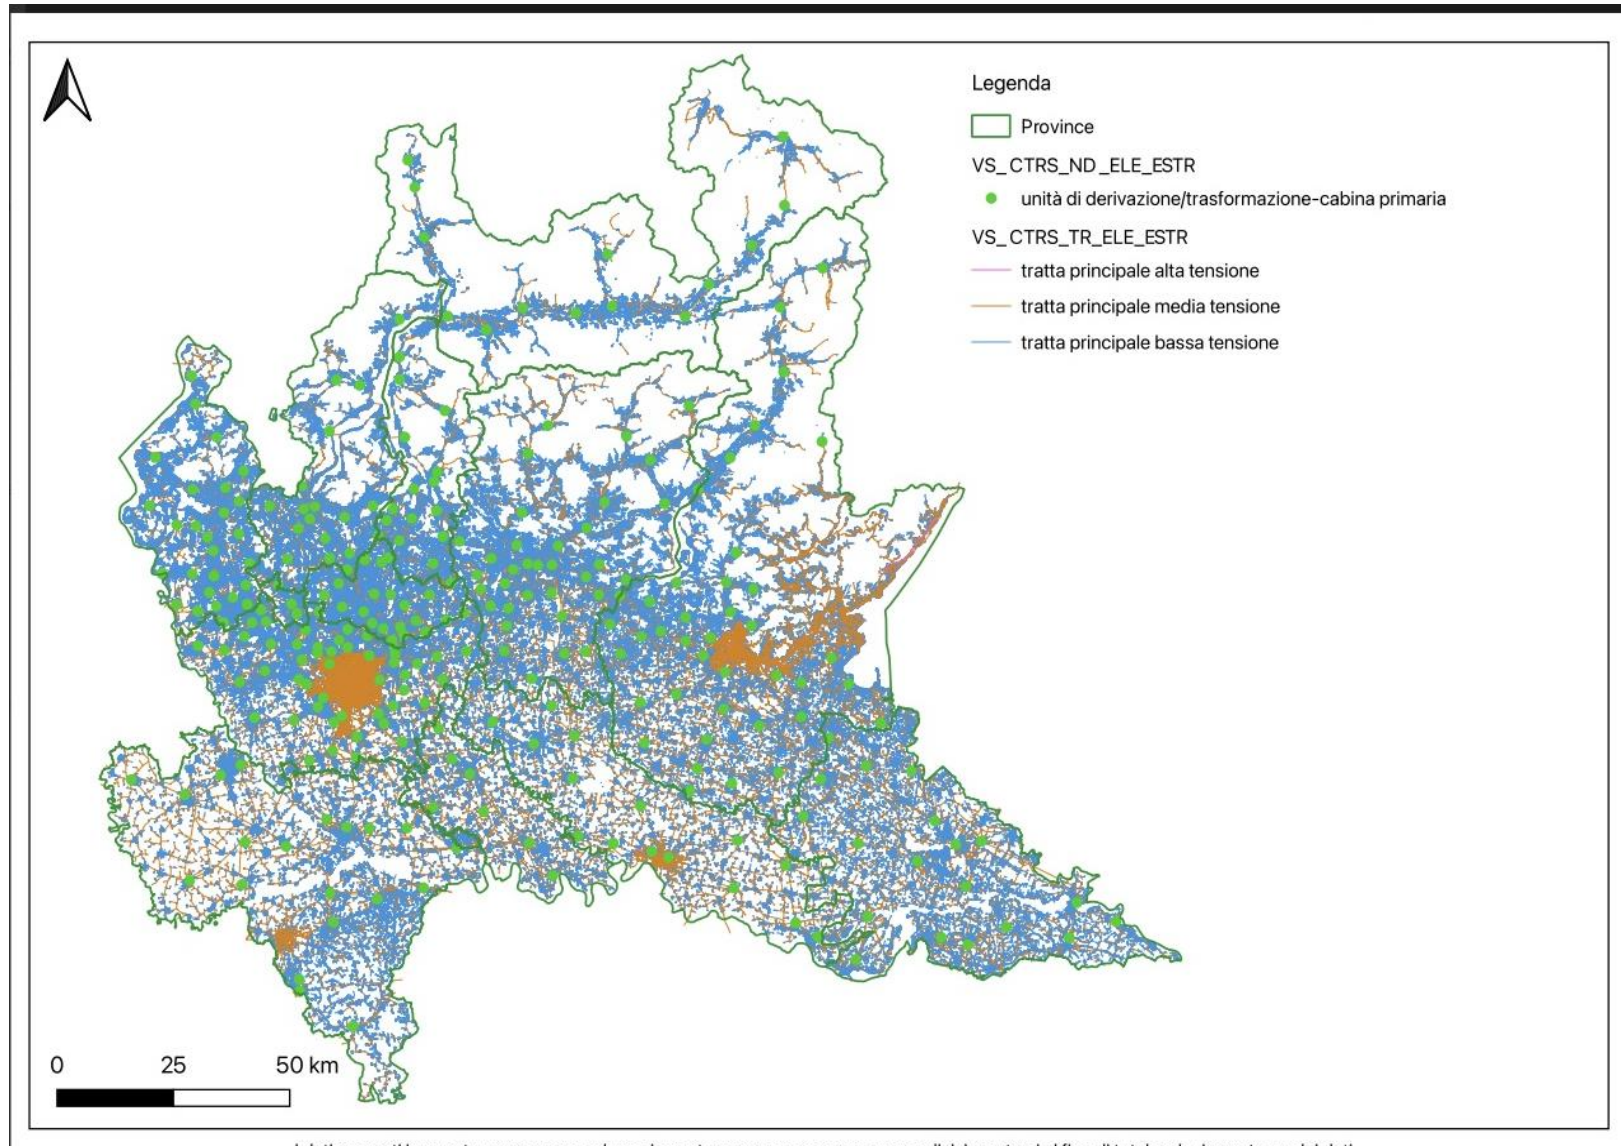 Legenda
Province
VS_CTRS_ND_ELE_ESTR
unità di derivazione/trasformazione-cabina primaria
VS_CTRS_TR_ELE_ESTR
tratta principale alta tensione
tratta principale media tensione
tratta principale bassa tensione
0 25 50 km